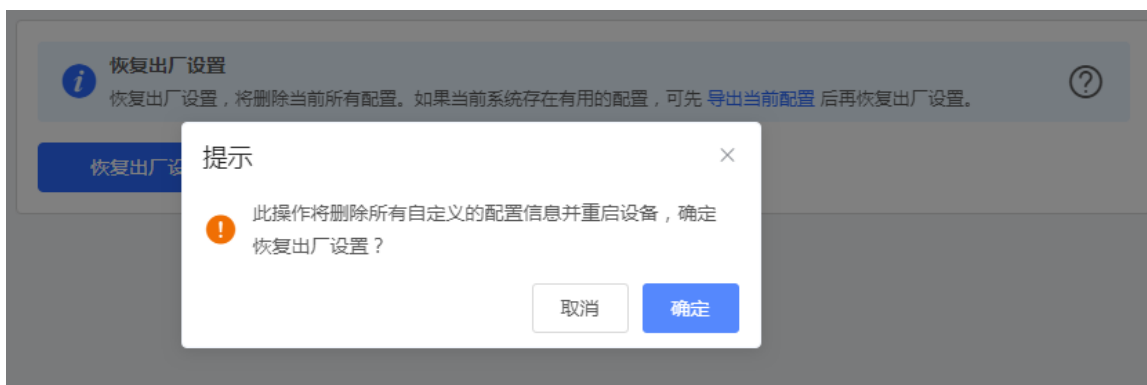 恢复出厂设置
恢复出厂设置，将删除当前所有配置。如果当前系统存在有用的配置，可先 导出当前配置 后再恢复出厂设置。
恢复出厂设
提示
此操作将删除所有自定义的配置信息并重启设备，确定
恢复出厂设置？
取消
确定